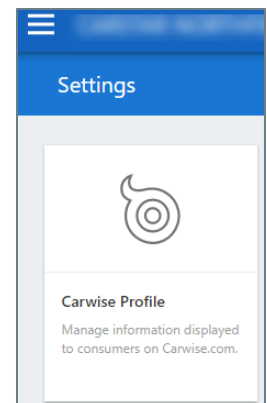 Settings
Carwise Profile
Manage information displayed
to consumers on Carwise.com.